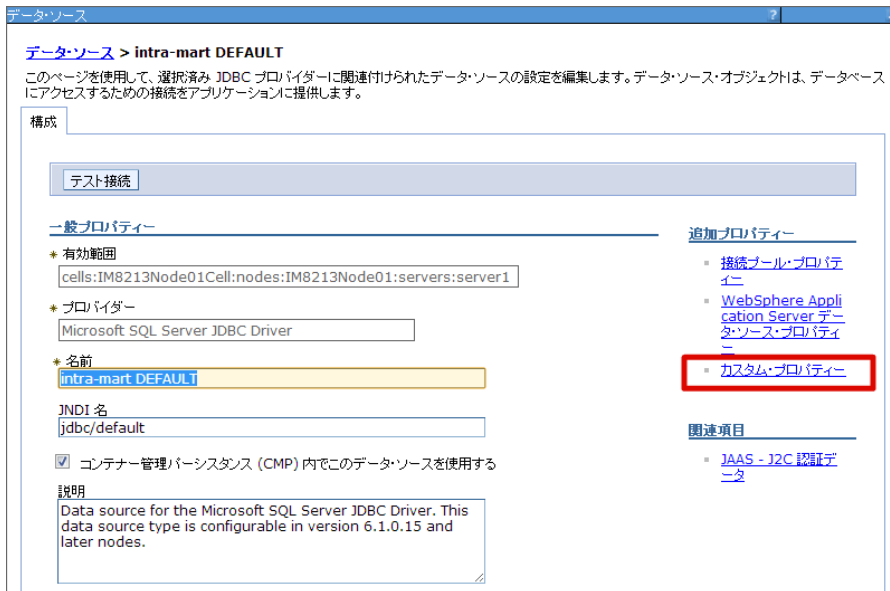 データ・ソース
?
データ・ソース > intra-mart DEFAULT
このページを使用して、選択済み JDBC プロバイダーに関連付けられたデータ・ソースの設定を編集します。データ・ソース・オブジェクトは、データベース
にアクセスするための接続をアプリケーションに提供します。
構成
テスト接続
一般プロパティー
* 有効範囲
cells:IM8213Node01Cell:nodes:IM8213Node01:servers:server1
* プロバイダー
Microsoft SQL Server JDBC Driver
* 名前
intra-mart DEFAULT
JNDI 名
jdbc/default
コンテナー管理パーシスタンス (CMP) 内でこのデータ・ソースを使用する
説明
Data source for the Microsoft SQL Server JDBC Driver. This
data source type is configurable in version 6.1.0.15 and
later nodes.
追加プロパティー
接続プール・プロパテ
ィー
WebSphere Appli
cation Server デー
タ・ソース・プロパティ
ー
カスタム・プロパティー
関連項目
JAAS - J2C 認証デ
ータ